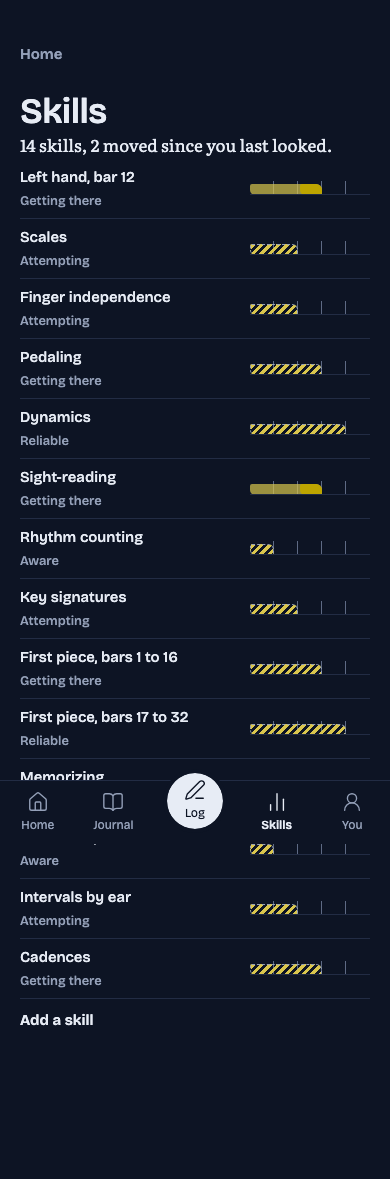 Home
Skills
14 skills, 2 moved since you last looked.
Left hand, bar 12
Getting there
Scales
Attempting
Finger independence
Attempting
Pedaling
Getting there
Dynamics
Reliable
Sight-reading
Getting there
Rhythm counting
Aware
Key signatures
Attempting
First piece, bars 1 to 16
Getting there
First piece, bars 17 to 32
Reliable
Memorizing
Home
Journal
Log
Skills
You
Aware
Intervals by ear
Attempting
Cadences
Getting there
Add a skill